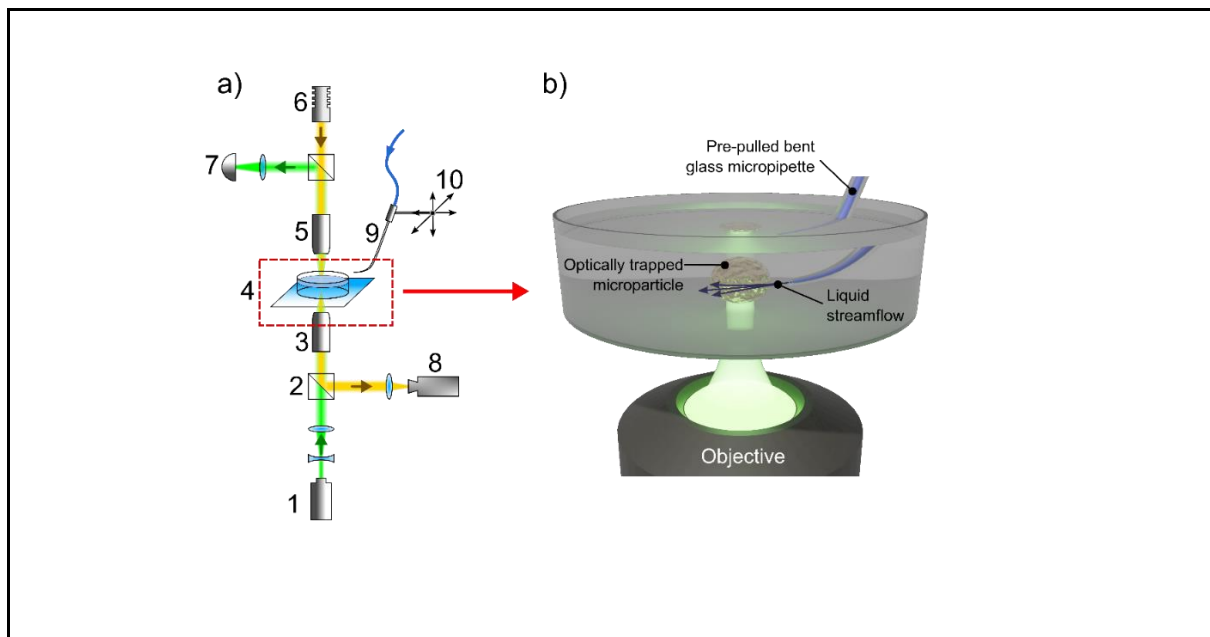 a)
6
7
10
5
9
4
3
8
2
1
b)
Pre-pulled bent
glass micropipette
Optically trapped
microparticle
Liquid
streamflow
Objective